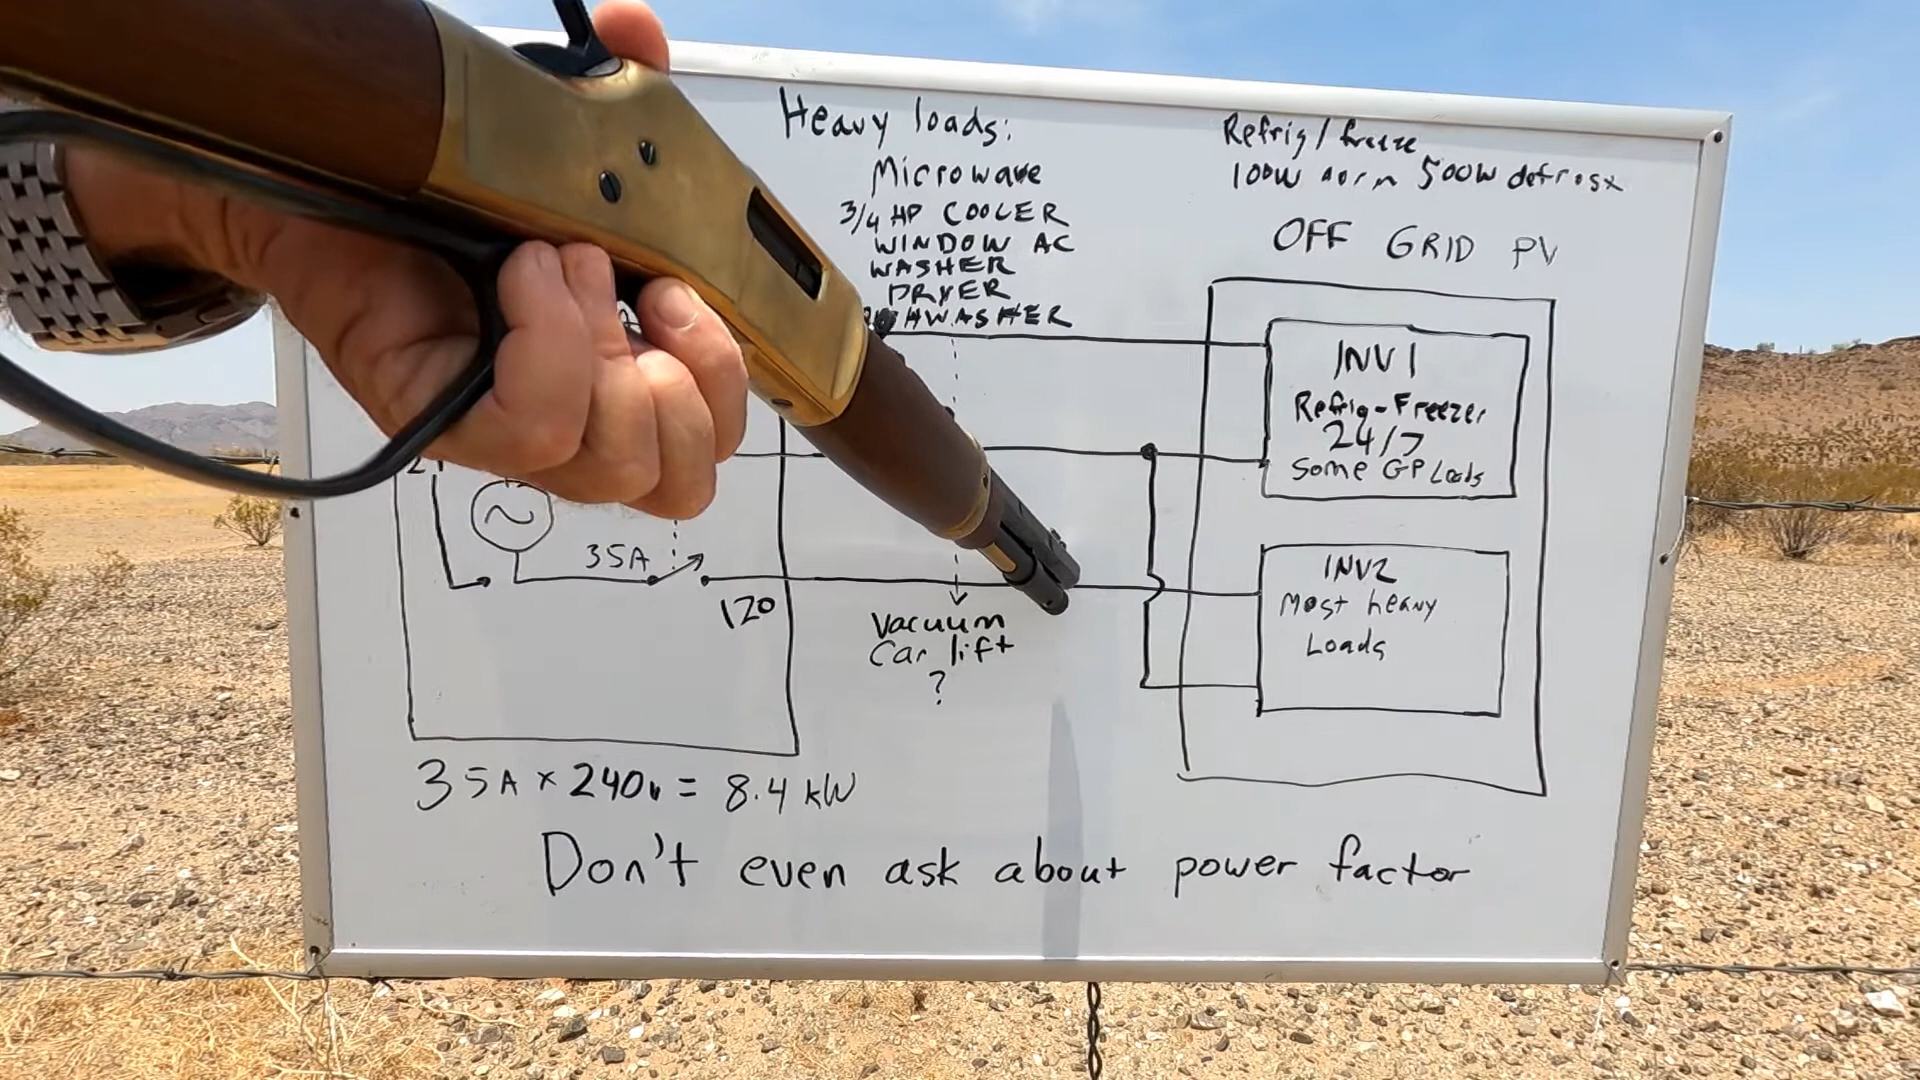 Heavy loads:
Microwave
3/4 HP COOLER
WINDOW AC
WASHER
DRYER
HWASHER
Refrig/freeze
100W norm 500W defrost
OFF GRID PV
INV1
Refrig-Freezer
24/7
Some GP Loads
35A
120
INV2
Most heavy
Loads
Vacuum
Car lift
?
35A x 240v = 8.4 kW
Don't even ask about power factor